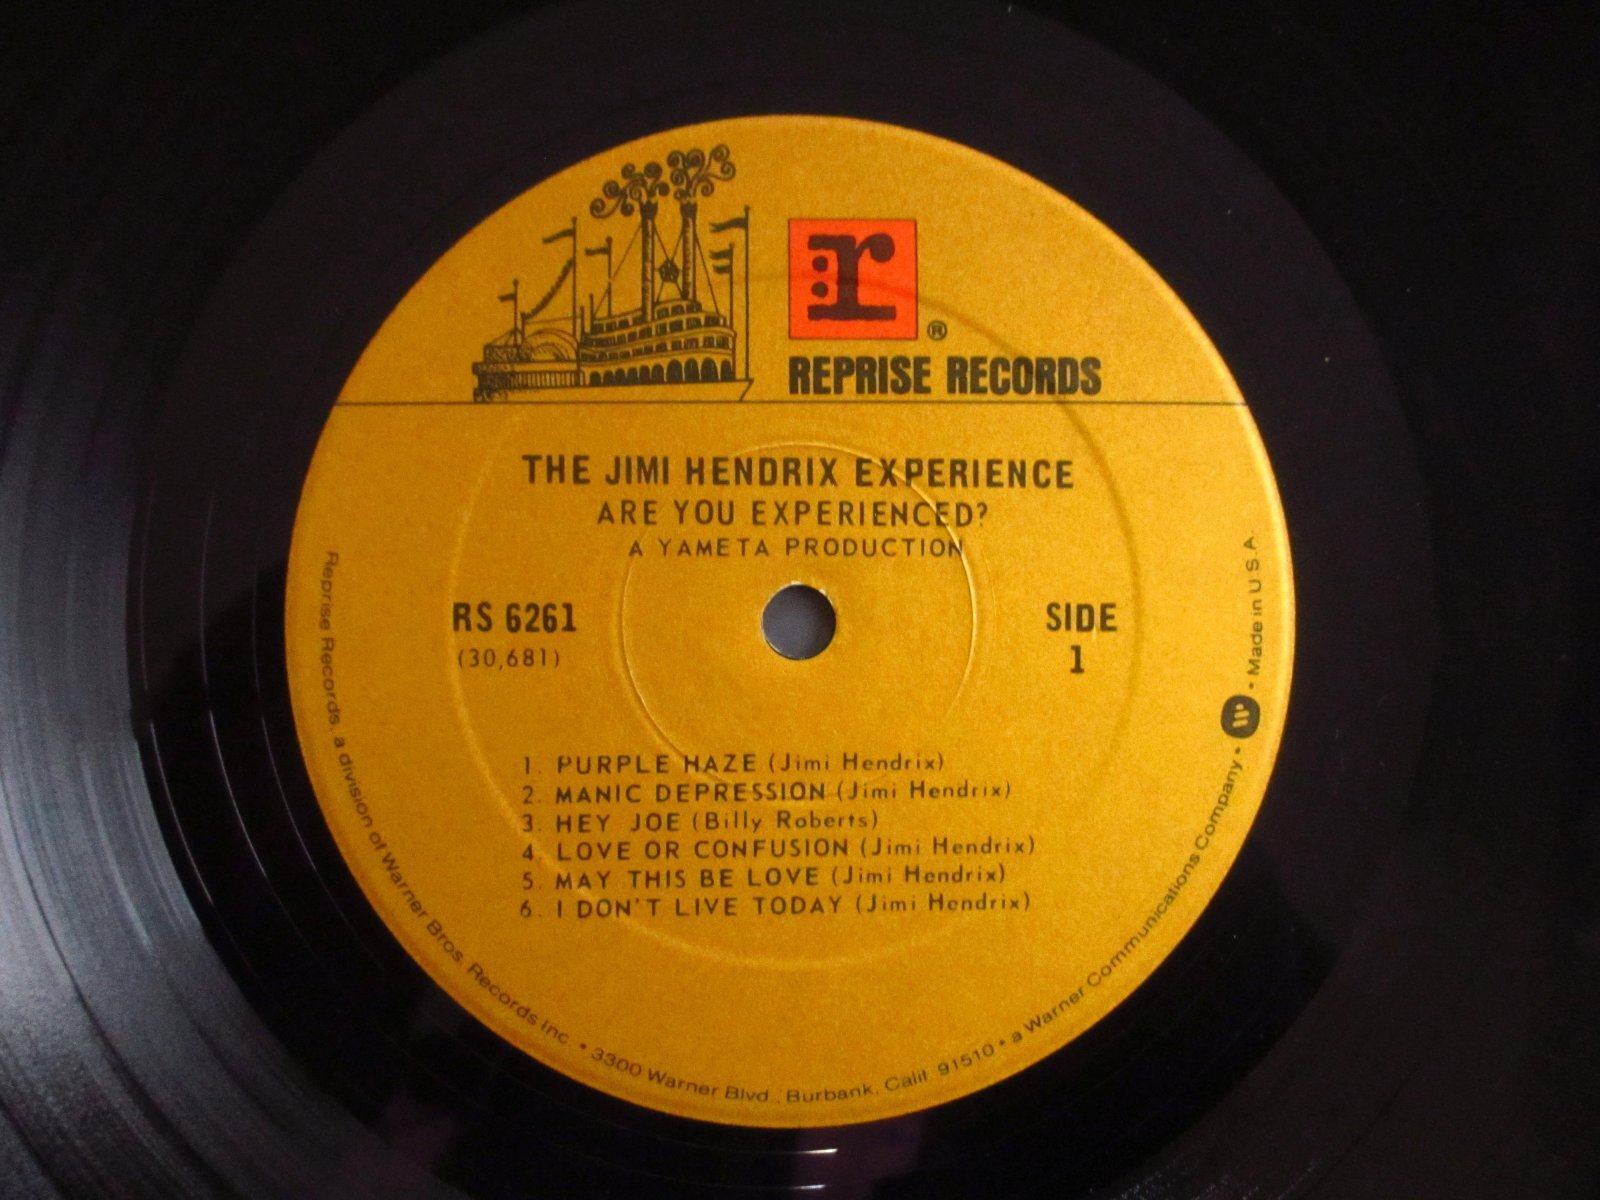 :r
®
REPRISE RECORDS
THE JIMI HENDRIX EXPERIENCE
ARE YOU EXPERIENCED?
A YAMETA PRODUCTION
RS 6261
(30,681)
SIDE
1
1. PURPLE HAZE (Jimi Hendrix)
2. MANIC DEPRESSION (Jimi Hendrix)
3. HEY JOE (Billy Roberts)
4. LOVE OR CONFUSION (Jimi Hendrix)
5. MAY THIS BE LOVE (Jimi Hendrix)
6. I DON'T LIVE TODAY (Jimi Hendrix)
Reprise Records, a division of Warner Bros. Records Inc. • 3300 Warner Blvd., Burbank, Calif. 91510 • a Warner Communications Company • W • Made in U.S.A.